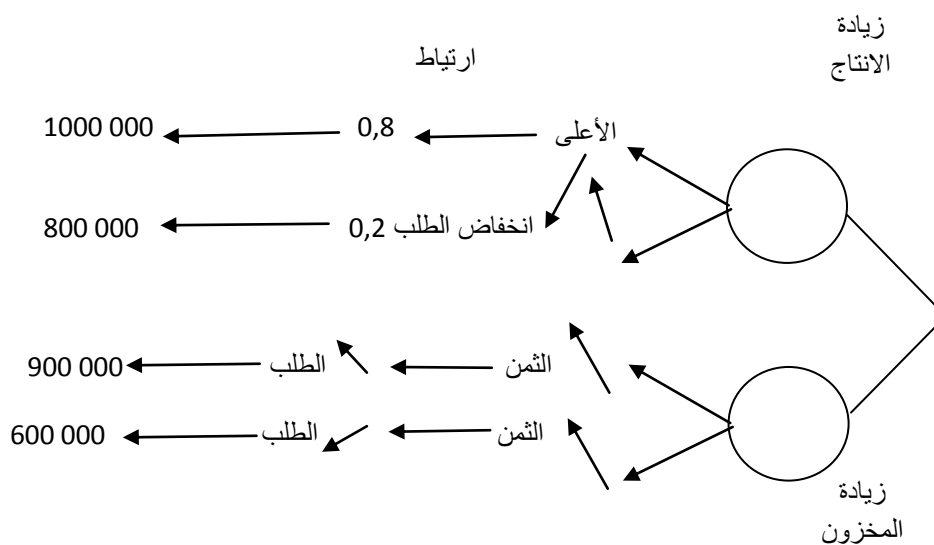 زيادة
الانتاج
ارتياط
الأعلى
0,8
1000 000
انخفاض الطلب 0,2
800 000
الثمن
الطلب
900 000
الثمن
الطلب
600 000
زيادة
المخزون